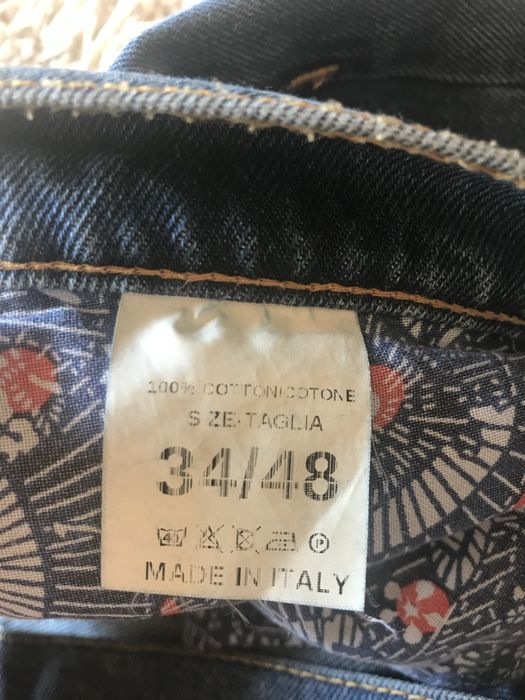 100% COTTON/COTONE
SIZE-TAGLIA
34/48
P
MADE IN ITALY